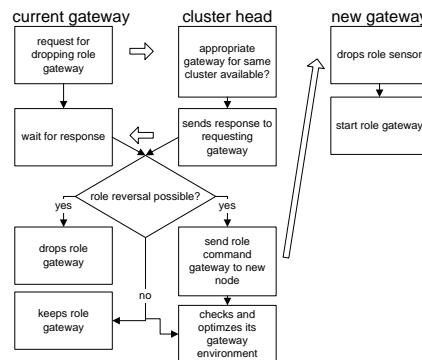 current gateway
cluster head
new gateway
request for
dropping role
gateway
appropriate
gateway for same
cluster available?
drops role sensor
wait for response
sends response to
requesting
gateway
start role gateway
role reversal possible?
yes
yes
drops role
gateway
send role
command
gateway to new
node
no
keeps role
gateway
checks and
optimzes its
gateway
environment